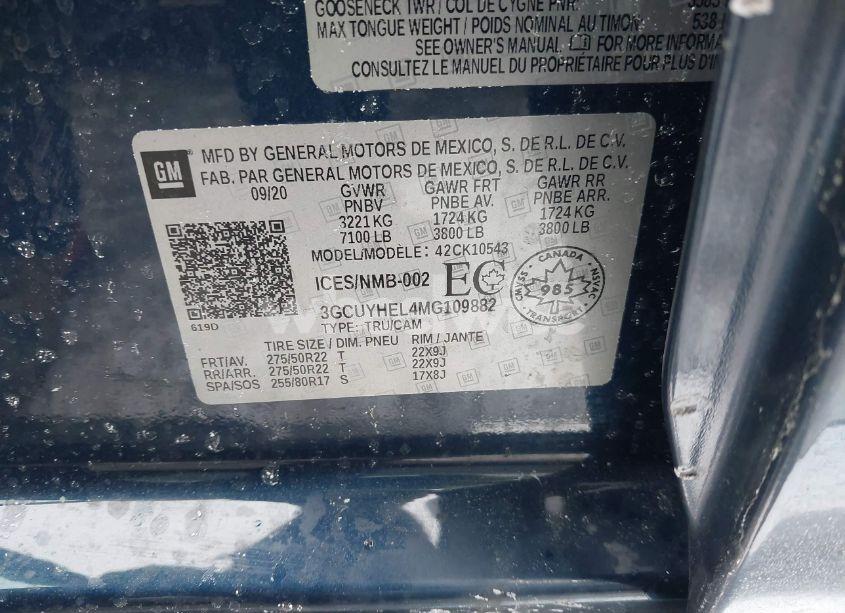 GOOSENECK TWR / COL DE CYGNE PNR:
MAX TONGUE WEIGHT / POIDS NOMINAL AU TIMON: 538
SEE OWNER'S MANUAL FOR MORE
CONSULTEZ LE MANUEL DU PROPRIÉTAIRE POUR PLUS
GM
MFD BY GENERAL MOTORS DE MEXICO, S. DE R.L. DE C.V.
FAB. PAR GENERAL MOTORS DE MEXICO, S. DE R.L. DE C.V.
09/20 GVWR GAWR FRT GAWR RR
PNBV PNBE AV. PNBE ARR.
3221 KG 1724 KG 1724 KG
7100 LB 3800 LB 3800 LB
MODEL/MODÈLE: 42CK10543
ICES/NMB-002 EC
CANADA
CMVSS 985 NSVAC
TRANSPORT
3GCUYHEL4MG109882
619D
TYPE: TRU/CAM
TIRE SIZE / DIM. PNEU RIM / JANTE
FRT/AV. 275/50R22 T 22X9J
RR/ARR. 275/50R22 T 22X9J
SPA/SOS 255/80R17 S 17X8J